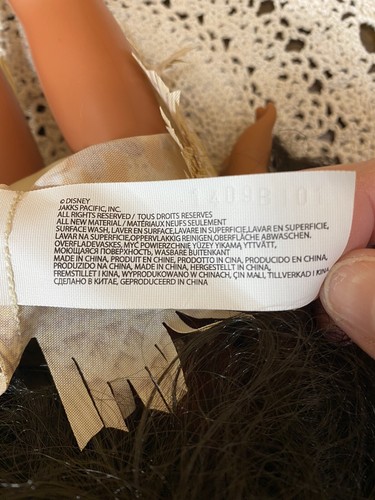 © DISNEY
JAKKS PACIFIC, INC.
ALL RIGHTS RESERVED / TOUS DROITS RESERVES
ALL NEW MATERIAL / MATÉRIAUX NEUFS SEULEMENT
SURFACE WASH, LAVER EN SURFACE, LAVARE IN SUPERFICIE, LAVAR EN SUPERFICIE,
LAVAR NA SUPERFICIE, OPPERVLAKKIG REINIGEN, OBERFLÄCHE ABWASCHEN.
OVERFLADEVASKES, MYĆ POWIERZCHNIĘ YÜZEY YIKAMA, YTTVÄTT,
МОЮЩАЯСЯ ПОВЕРХНОСТЬ, WASBARE BUITENKANT
MADE IN CHINA, PRODUIT EN CHINE, PRODOTTO IN CINA, PRODUCIDO EN CHINA,
PRODUZIDO NA CHINA, MADE IN CHINA, HERGESTELLT IN CHINA,
FREMSTILLET I KINA, WYPRODUKOWANO W CHINACH, ÇIN MALI, TILLVERKAD I KINA
СДЕЛАНО В КИТАЕ, GEPRODUCEERD IN CHINA